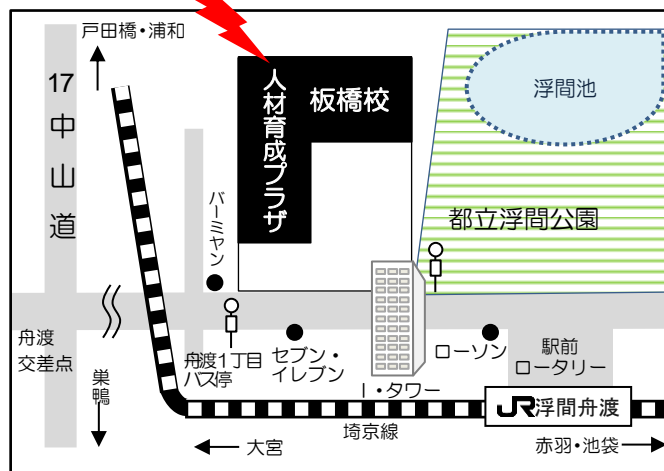 戸田橋・浦和
17
中山道
人材育成プラザ
板橋校
浮間池
都立浮間公園
バーミヤン
舟渡
交差点
巣鴨
舟渡1丁目
バス停
セブン・
イレブン
I・タワー
ローソン
駅前
ロータリー
JR浮間舟渡
埼京線
大宮
赤羽・池袋